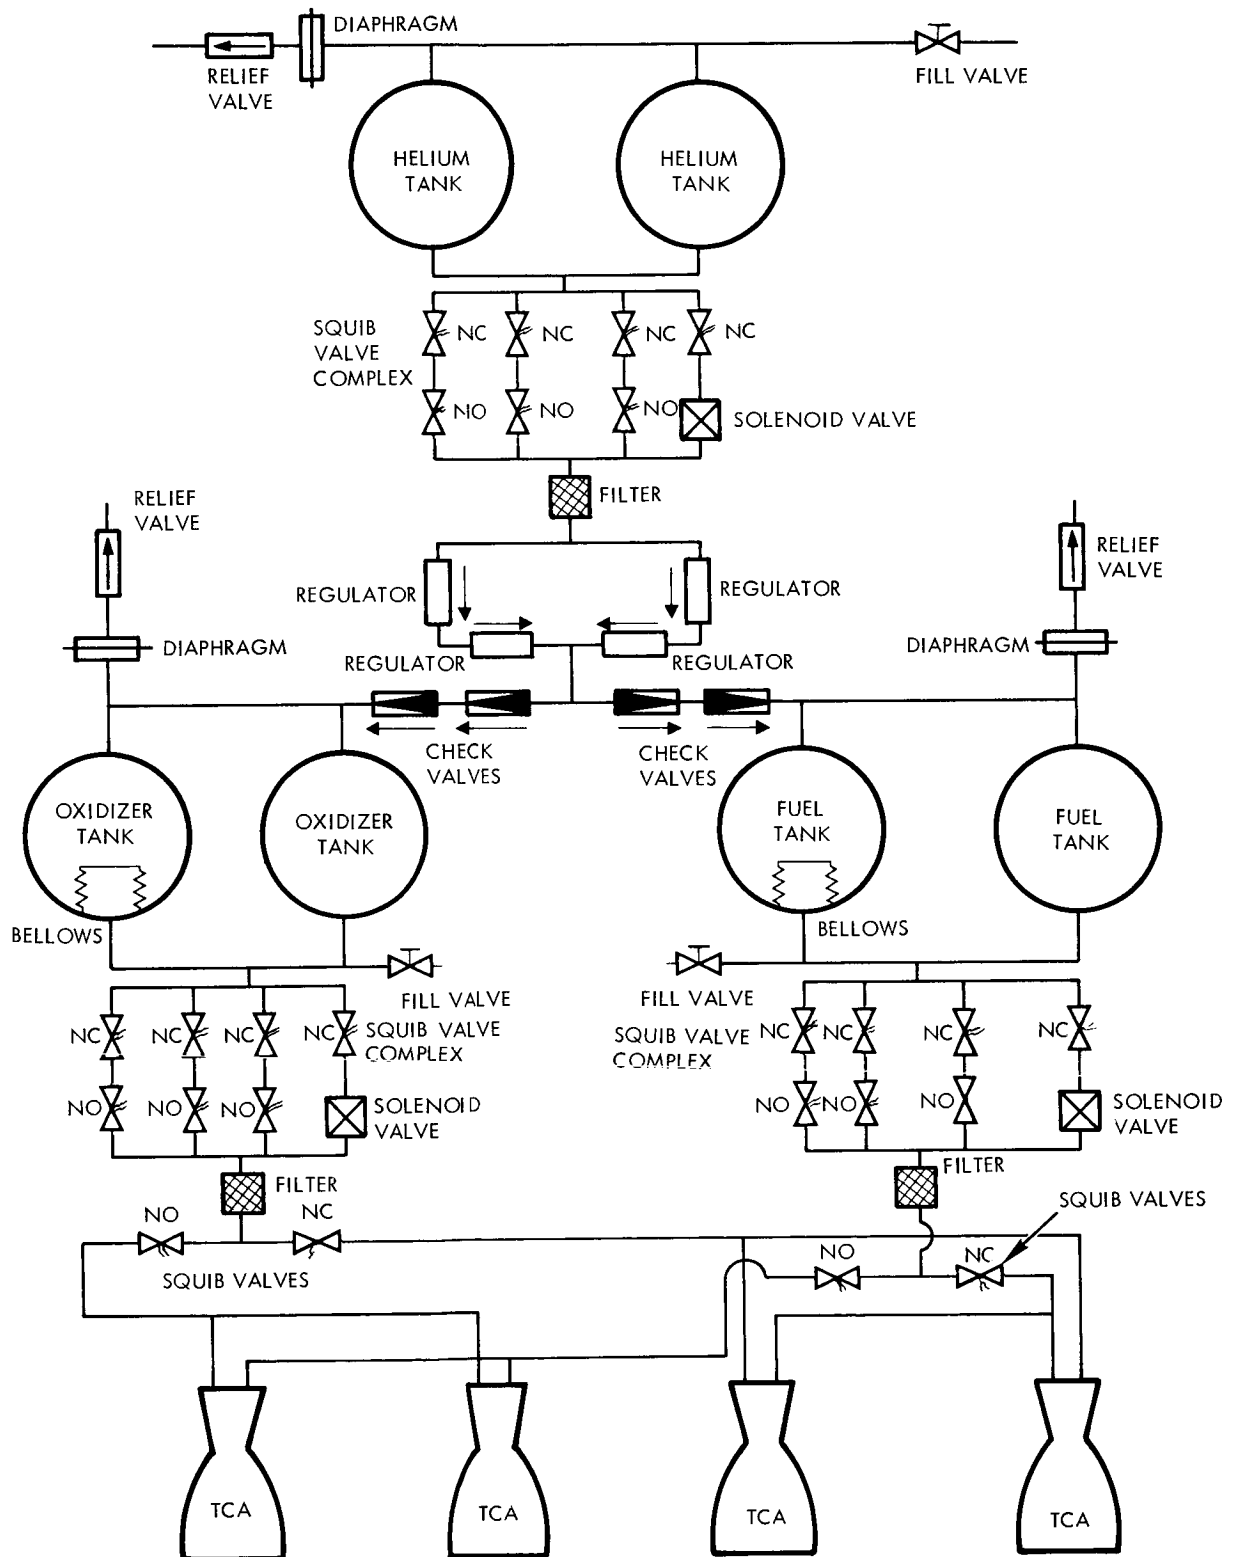 DIAPHRAGM
RELIEF
VALVE
FILL VALVE
HELIUM
TANK
HELIUM
TANK
SQUIB
VALVE
COMPLEX
NC
NC
NC
NC
NO
NO
NO
SOLENOID VALVE
FILTER
RELIEF
VALVE
RELIEF
VALVE
REGULATOR
REGULATOR
DIAPHRAGM
REGULATOR
REGULATOR
DIAPHRAGM
CHECK
VALVES
CHECK
VALVES
OXIDIZER
TANK
OXIDIZER
TANK
FUEL
TANK
FUEL
TANK
BELLOWS
BELLOWS
FILL VALVE
FILL VALVE
NC
NC
NC
NC
SQUIB VALVE
COMPLEX
SQUIB VALVE
COMPLEX
NC
NC
NC
NC
NO
NO
NO
SOLENOID
VALVE
NO
NO
NO
SOLENOID
VALVE
FILTER
FILTER
NO
NC
SQUIB VALVES
SQUIB VALVES
NO
NC
TCA
TCA
TCA
TCA